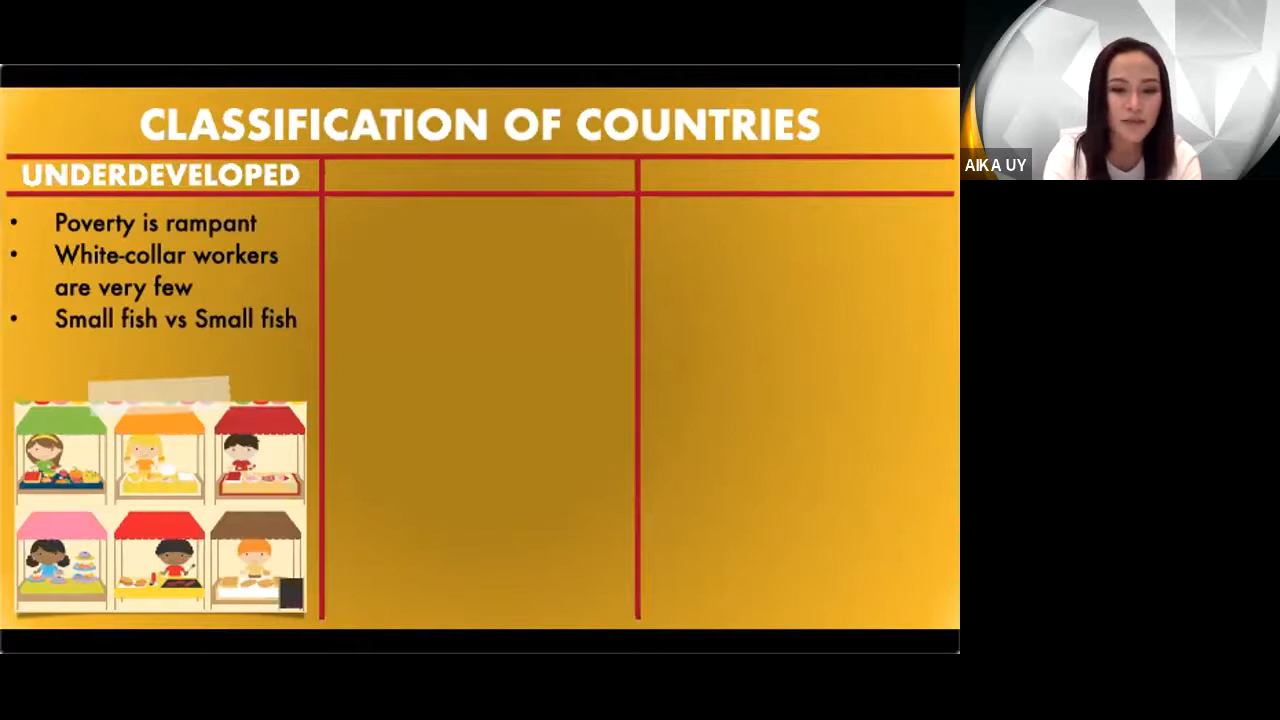 CLASSIFICATION OF COUNTRIES
UNDERDEVELOPED
• Poverty is rampant
• White-collar workers
are very few
• Small fish vs Small fish
AIKA UY